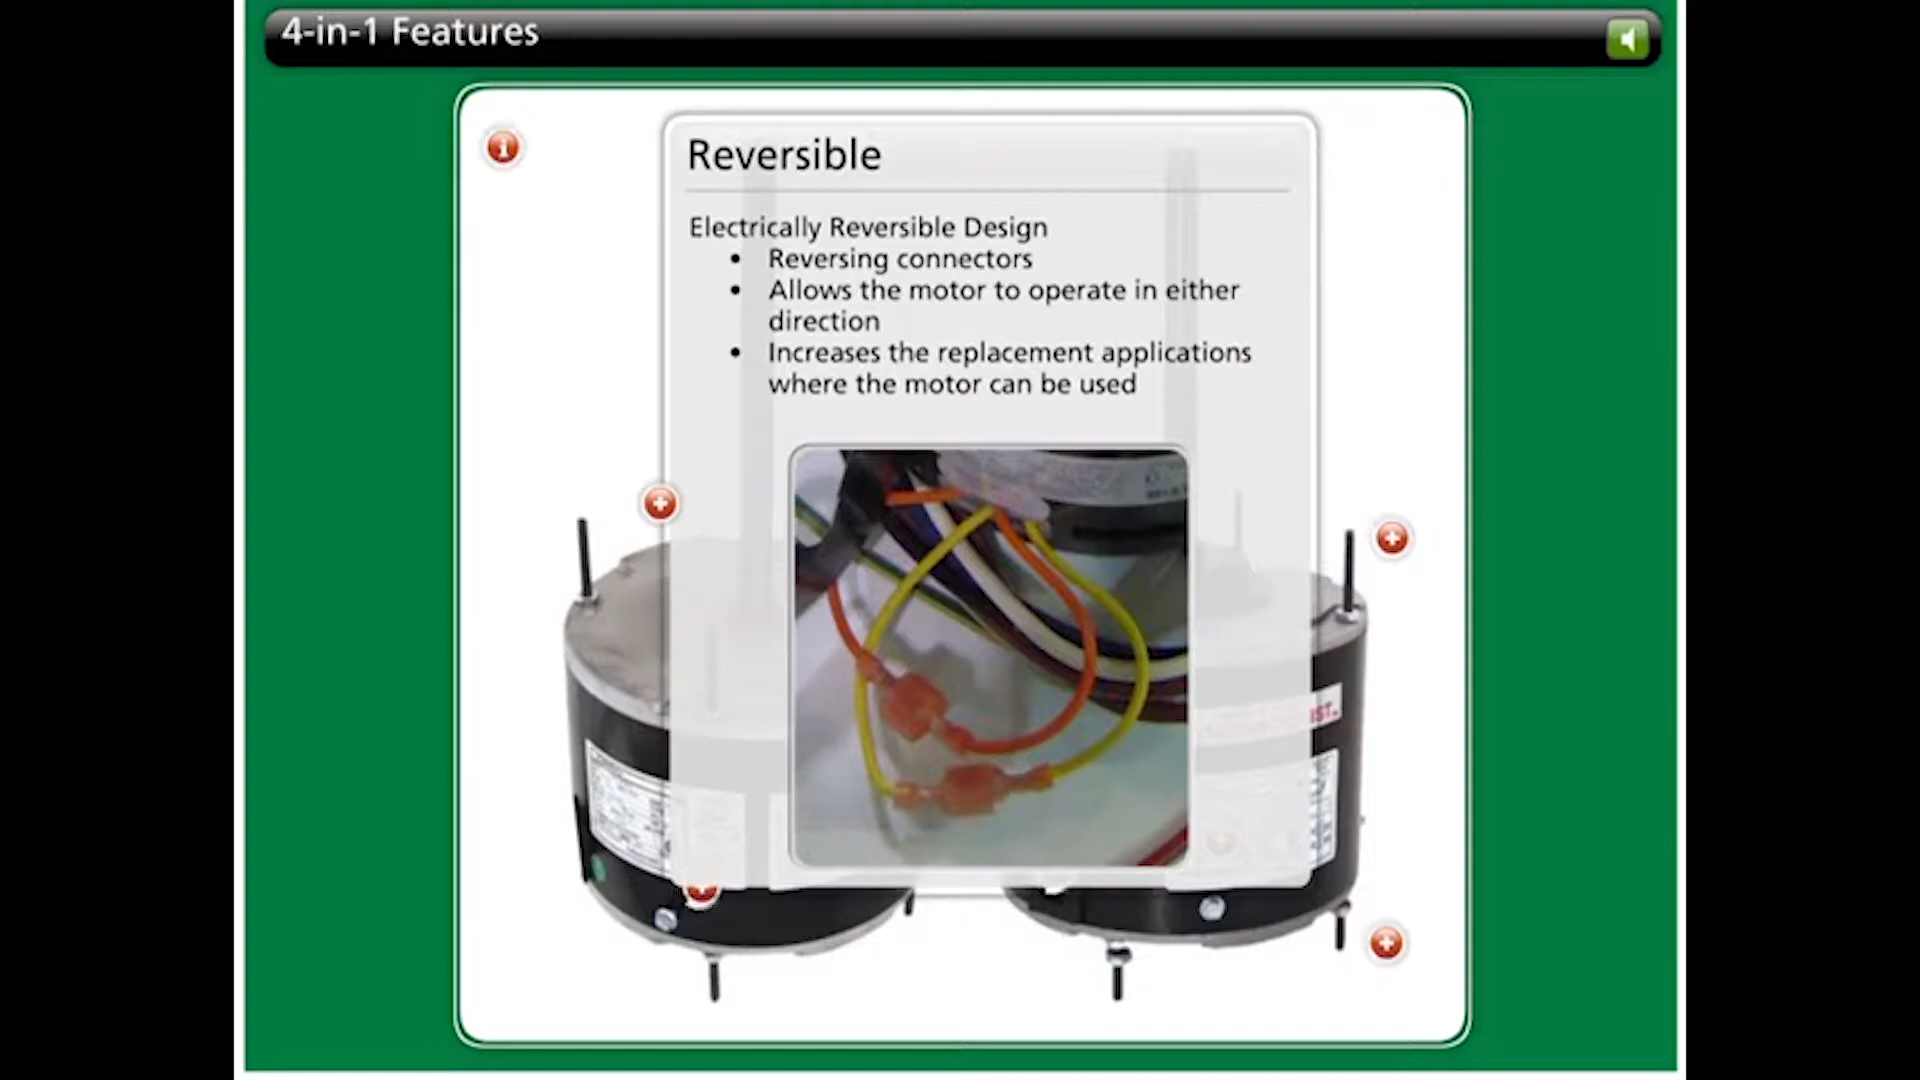 4-in-1 Features
Reversible
Electrically Reversible Design
• Reversing connectors
• Allows the motor to operate in either
direction
• Increases the replacement applications
where the motor can be used
IST.